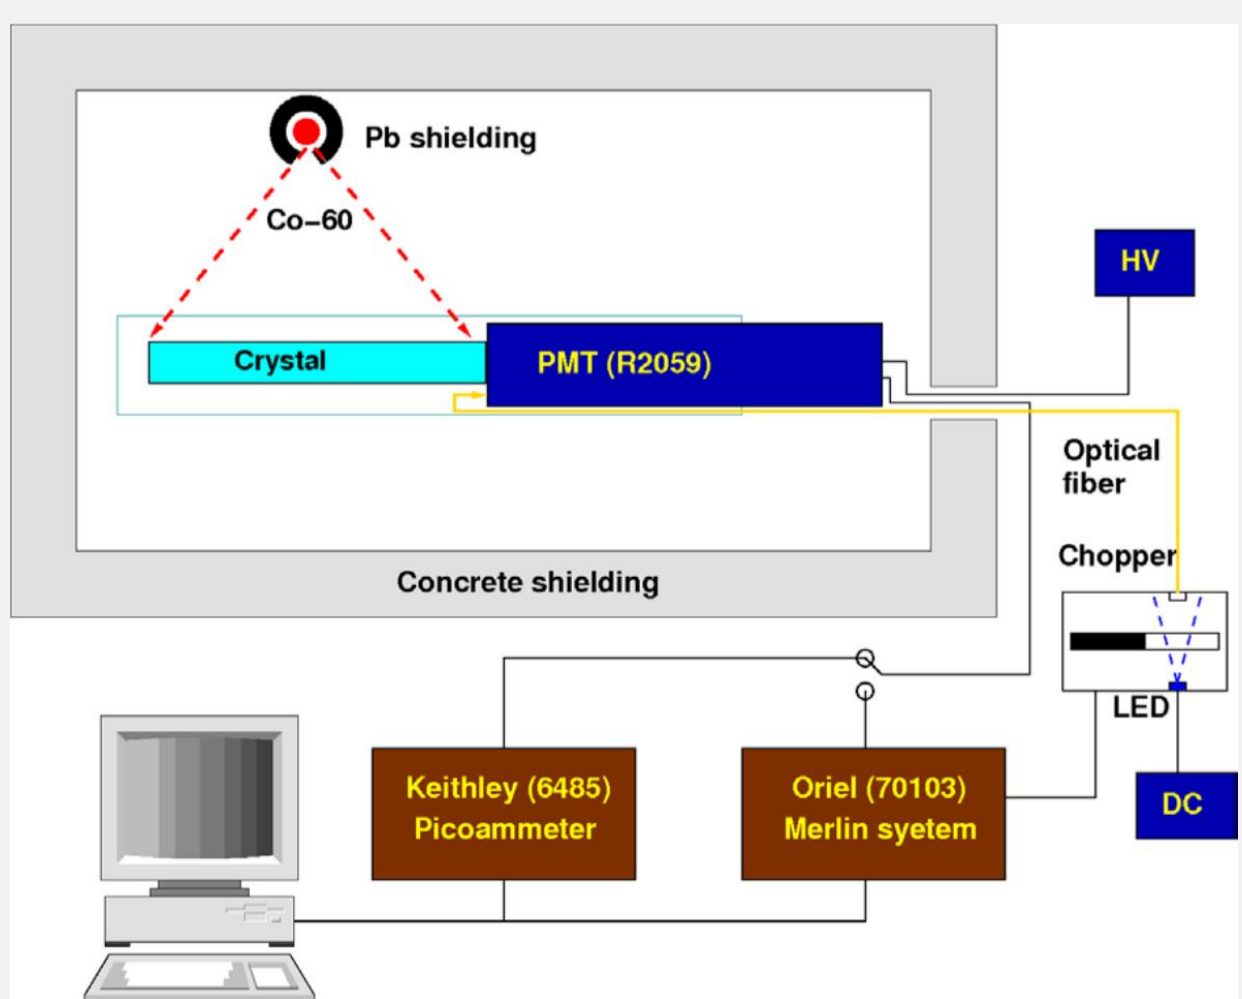 Pb shielding
Co−60
HV
Crystal
PMT (R2059)
Optical
fiber
Chopper
Concrete shielding
LED
Keithley (6485)
Picoammeter
Oriel (70103)
Merlin syetem
DC